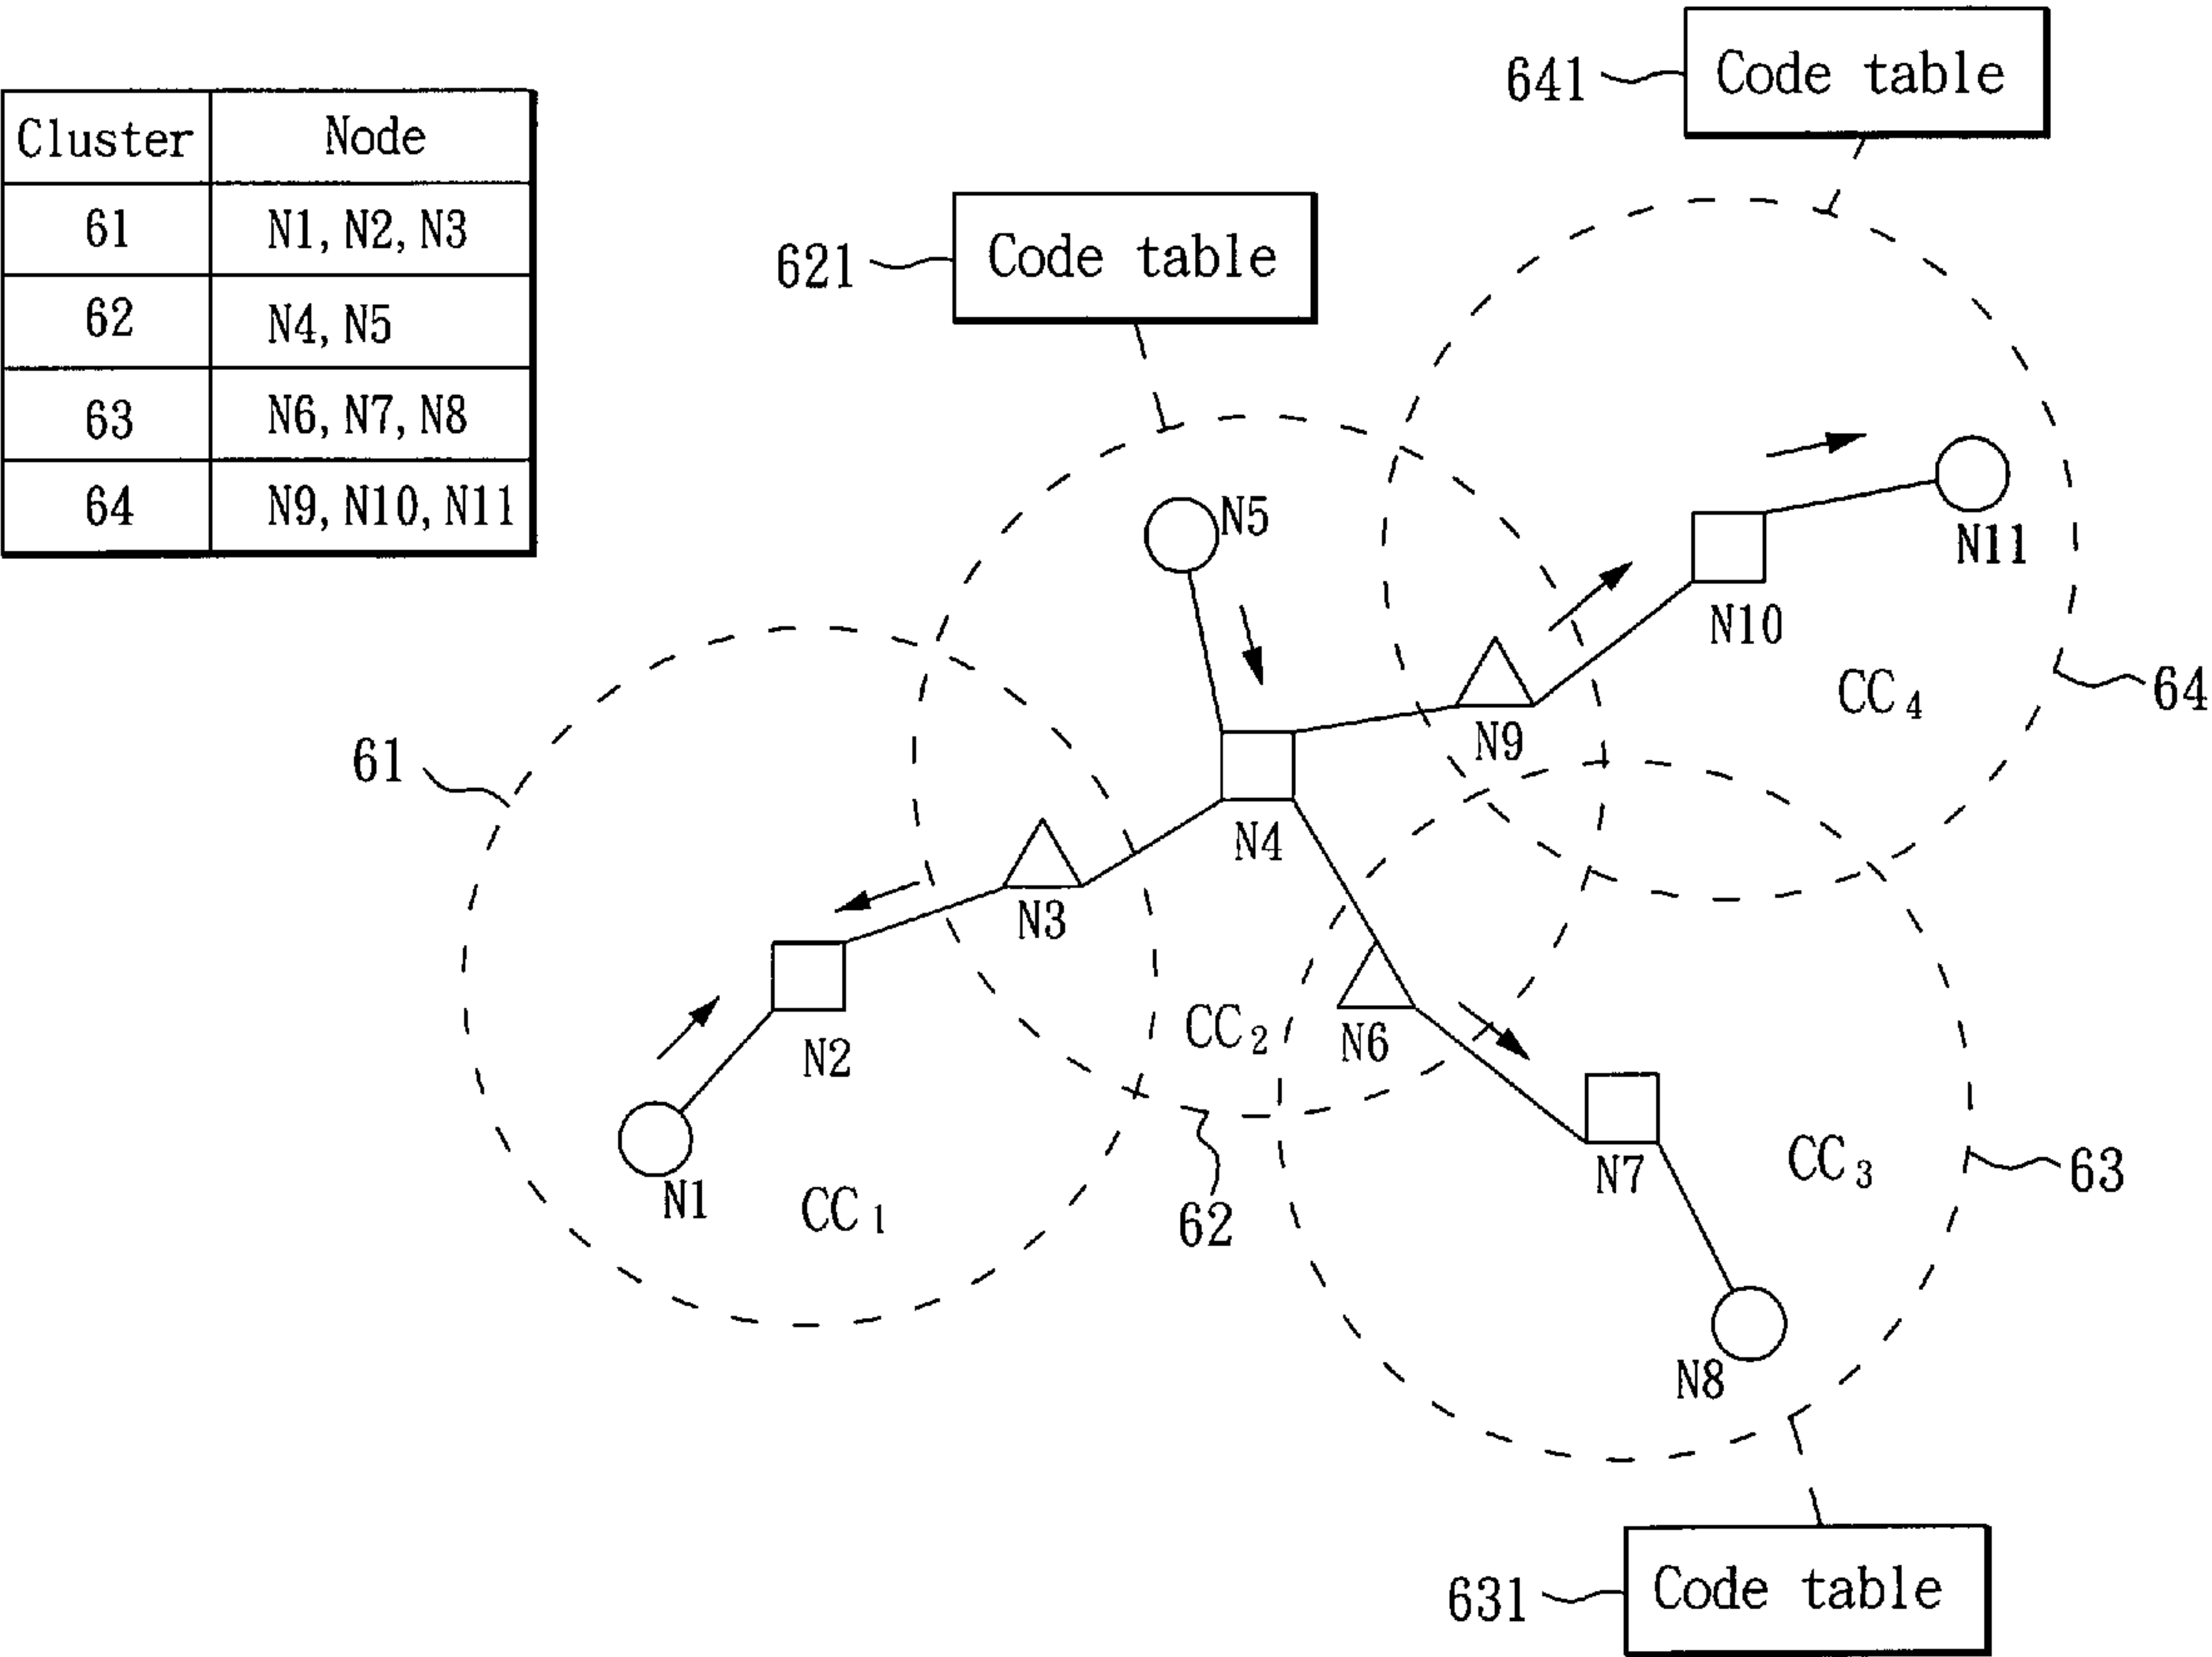 641 Code table
Cluster Node
61 N1, N2, N3
62 N4, N5
63 N6, N7, N8
64 N9, N10, N11
621 Code table
N5
N11
N10
CC4
64
N9
61
N4
N3
N2
CC2
N6
N7
CC3
63
N1
CC1
62
N8
631 Code table